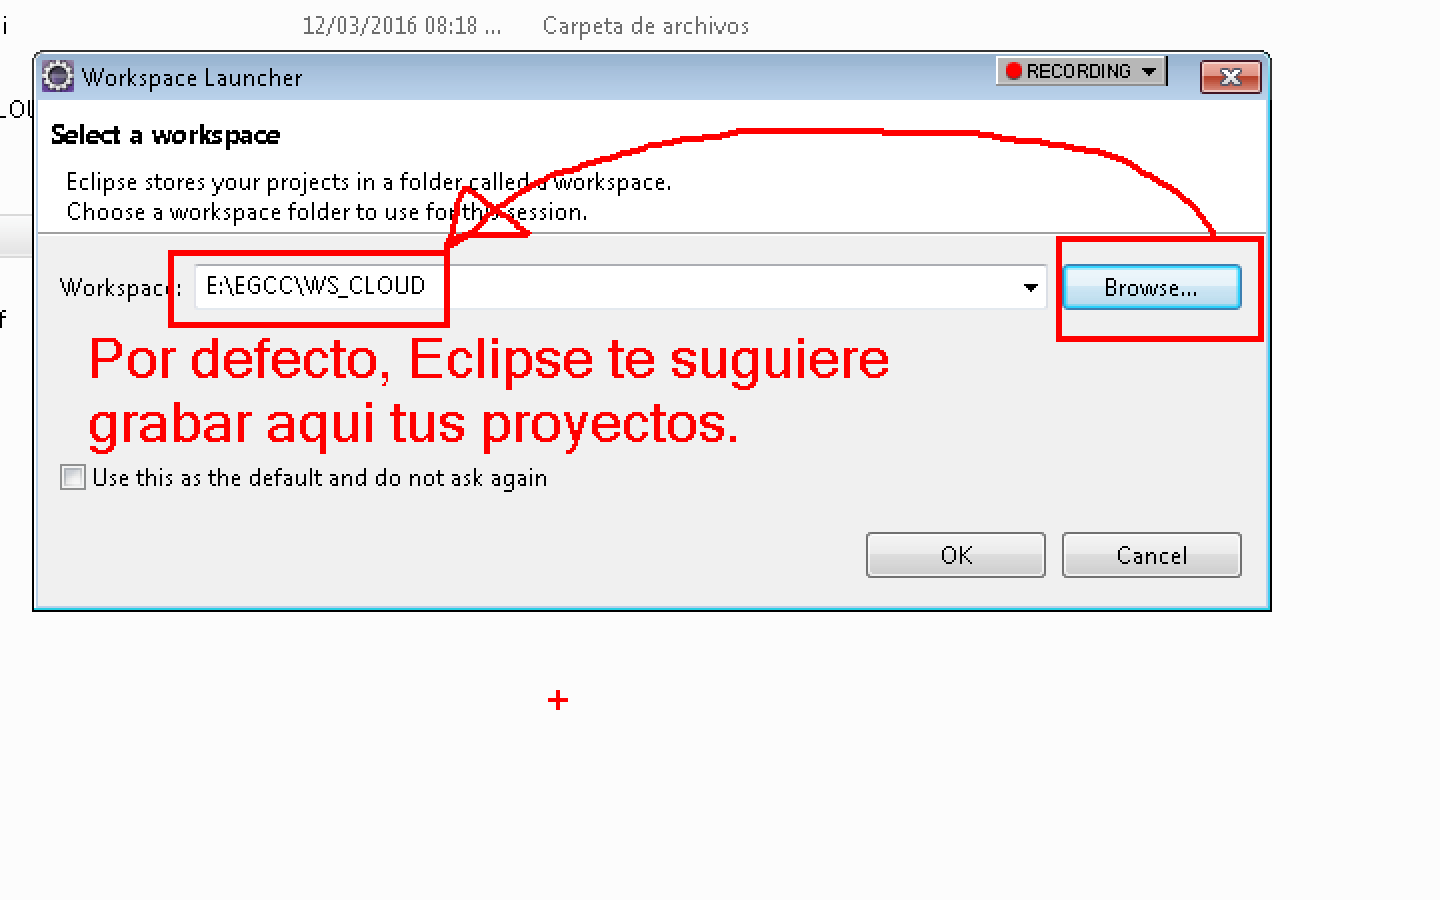 i 12/03/2016 08:18 ... Carpeta de archivos
Workspace Launcher RECORDING
Select a workspace
Eclipse stores your projects in a folder called a workspace.
Choose a workspace folder to use for this session.
Workspace: E:\EGCC\WS_CLOUD Browse...
Por defecto, Eclipse te suguiere
grabar aqui tus proyectos.
Use this as the default and do not ask again
OK Cancel